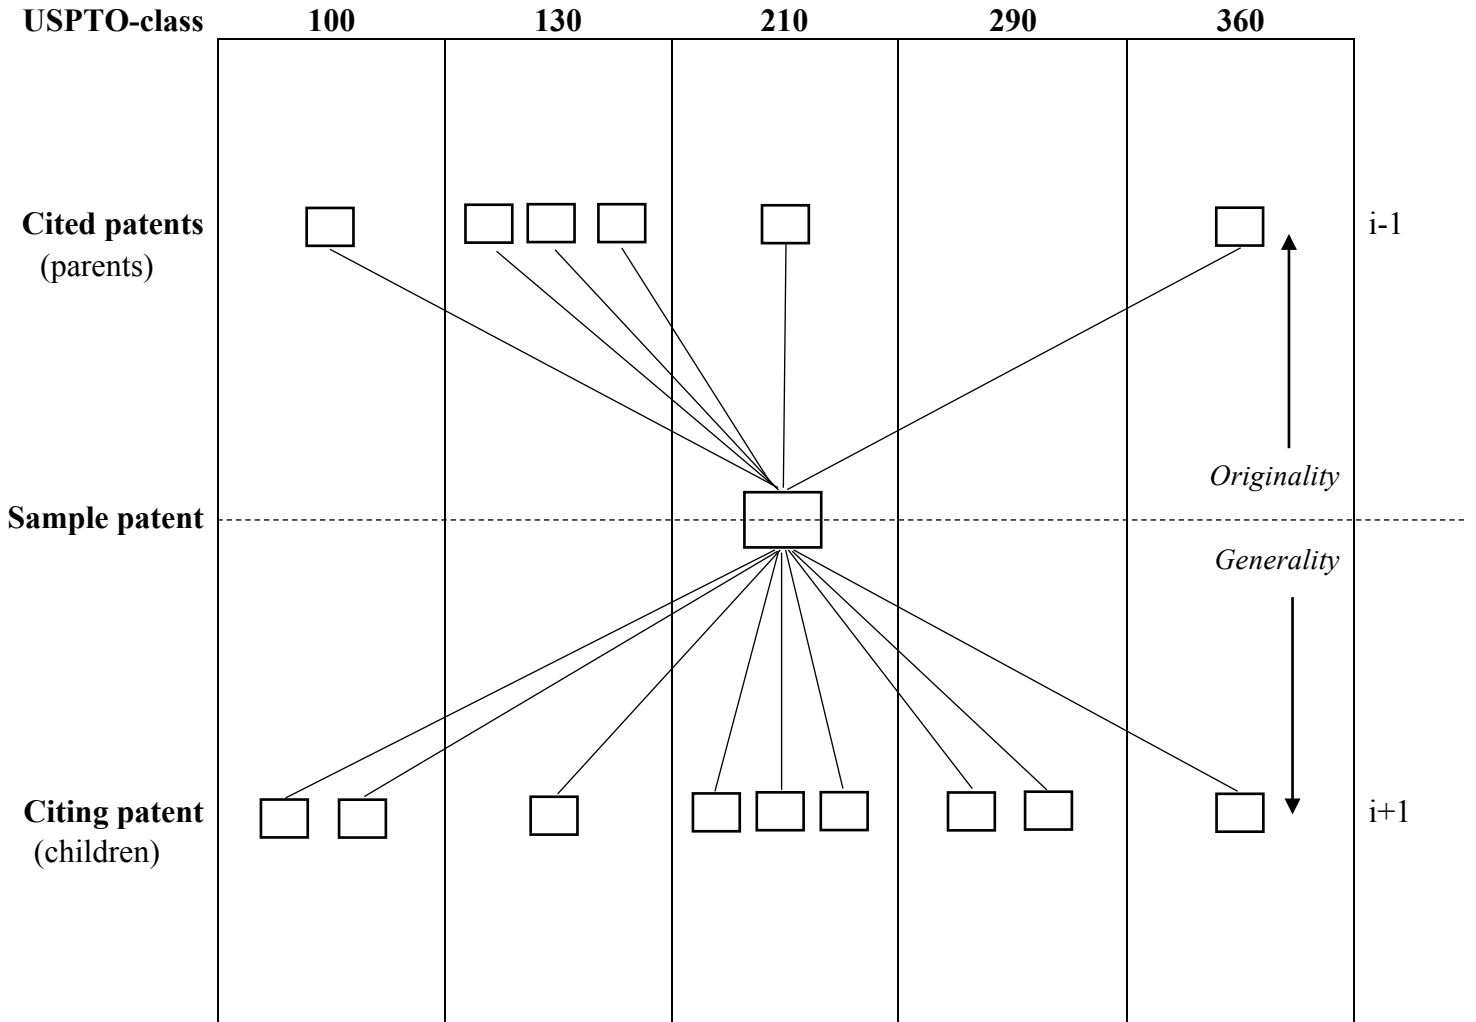 USPTO-class 100 130 210 290 360
Cited patents i-1
(parents)
Originality
Sample patent
Generality
Citing patent i+1
(children)